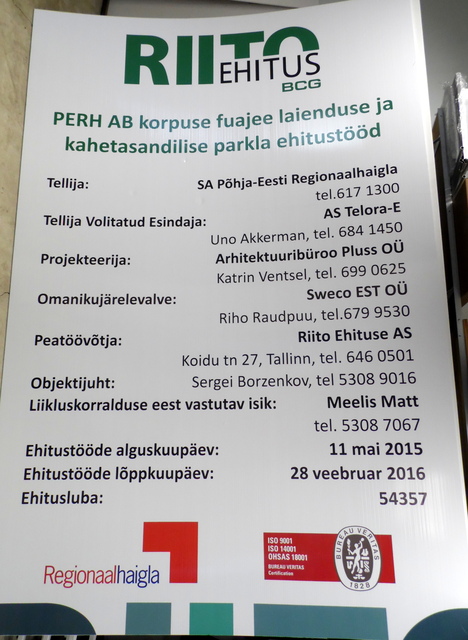 RIITO
EHITUS
BCG
PERH AB korpuse fuajee laienduse ja
kahetasandilise parkla ehitustööd
Tellija: SA Põhja-Eesti Regionaalhaigla
tel.617 1300
Tellija Volitatud Esindaja: AS Telora-E
Uno Akkerman, tel. 684 1450
Projekteerija: Arhitektuuribüroo Pluss OÜ
Katrin Ventsel, tel. 699 0625
Omanikujärelevalve: Sweco EST OÜ
Riho Raudpuu, tel.679 9530
Peatöövõtja: Riito Ehituse AS
Koidu tn 27, Tallinn, tel. 646 0501
Objektijuht: Sergei Borzenkov, tel 5308 9016
Liikluskorralduse eest vastutav isik: Meelis Matt
tel. 5308 7067
Ehitustööde alguskuupäev: 11 mai 2015
Ehitustööde lõppkuupäev: 28 veebruar 2016
Ehitusluba: 54357
Regionaalhaigla
ISO 9001
ISO 14001
OHSAS 18001
BUREAU VERITAS
Certification
BUREAU VERITAS
1828